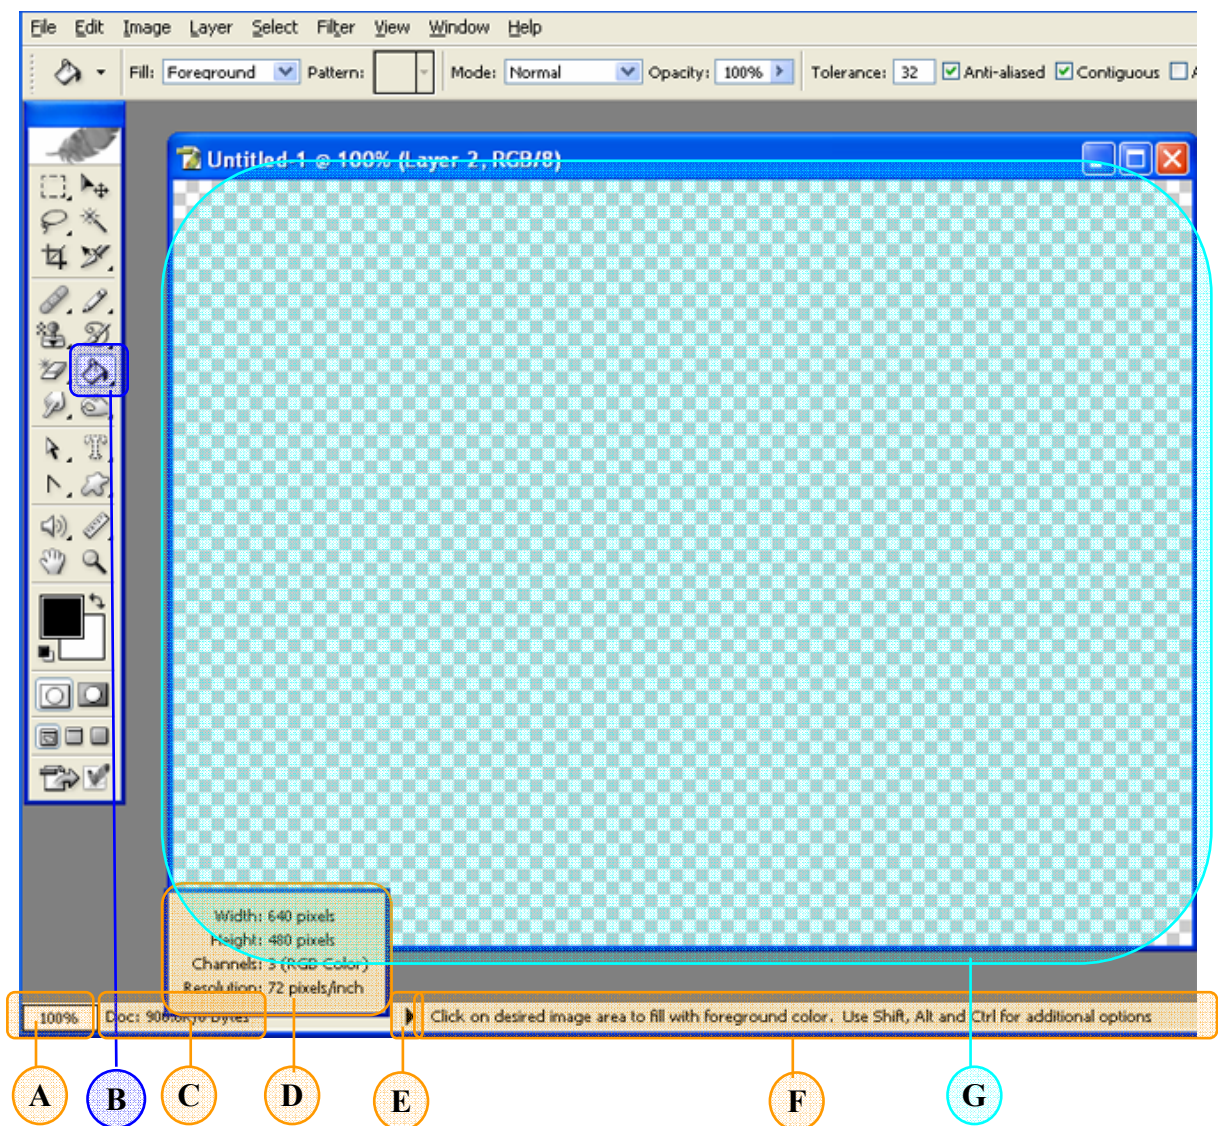 File Edit Image Layer Select Filter View Window Help
Fill: Foreground Pattern: Mode: Normal Opacity: 100% Tolerance: 32 Anti-aliased Contiguous
Untitled-1 @ 100% (Layer 2, RGB/8)
Width: 640 pixels
Height: 480 pixels
Channels: 3 (RGB Color)
Resolution: 72 pixels/inch
100% Doc: bytes Click on desired image area to fill with foreground color. Use Shift, Alt and Ctrl for additional options
A B C D E F G